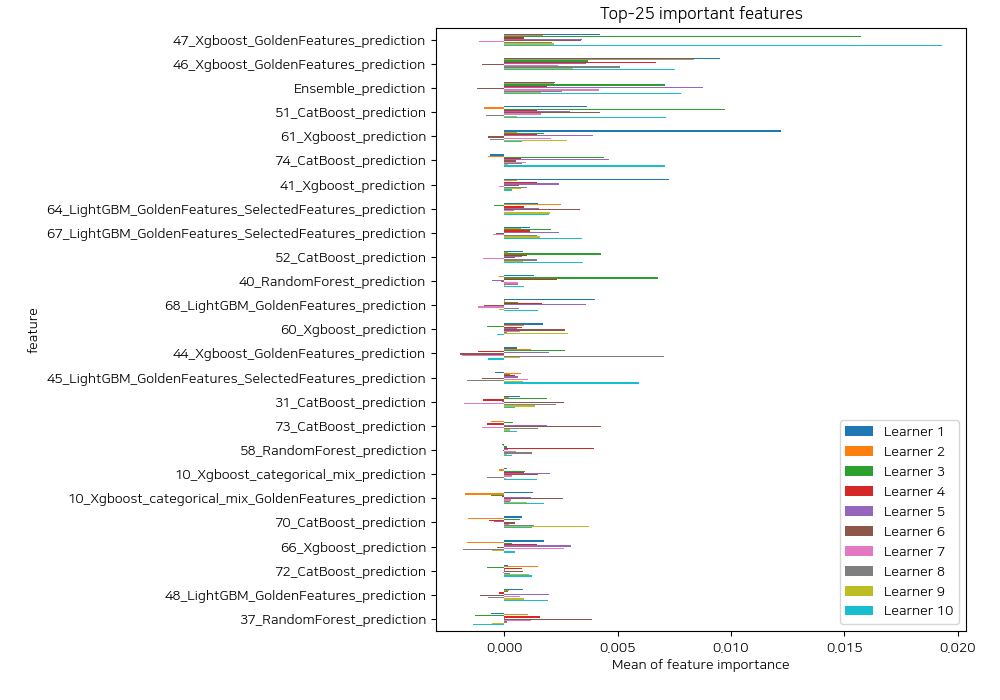 Top-25 important features
47_Xgboost_GoldenFeatures_prediction
46_Xgboost_GoldenFeatures_prediction
Ensemble_prediction
51_CatBoost_prediction
61_Xgboost_prediction
74_CatBoost_prediction
41_Xgboost_prediction
64_LightGBM_GoldenFeatures_SelectedFeatures_prediction
67_LightGBM_GoldenFeatures_SelectedFeatures_prediction
52_CatBoost_prediction
40_RandomForest_prediction
68_LightGBM_GoldenFeatures_prediction
60_Xgboost_prediction
44_Xgboost_GoldenFeatures_prediction
45_LightGBM_GoldenFeatures_SelectedFeatures_prediction
31_CatBoost_prediction
73_CatBoost_prediction
58_RandomForest_prediction
10_Xgboost_categorical_mix_prediction
10_Xgboost_categorical_mix_GoldenFeatures_prediction
70_CatBoost_prediction
66_Xgboost_prediction
72_CatBoost_prediction
48_LightGBM_GoldenFeatures_prediction
37_RandomForest_prediction
feature
Learner 1
Learner 2
Learner 3
Learner 4
Learner 5
Learner 6
Learner 7
Learner 8
Learner 9
Learner 10
0.000 0.005 0.010 0.015 0.020
Mean of feature importance